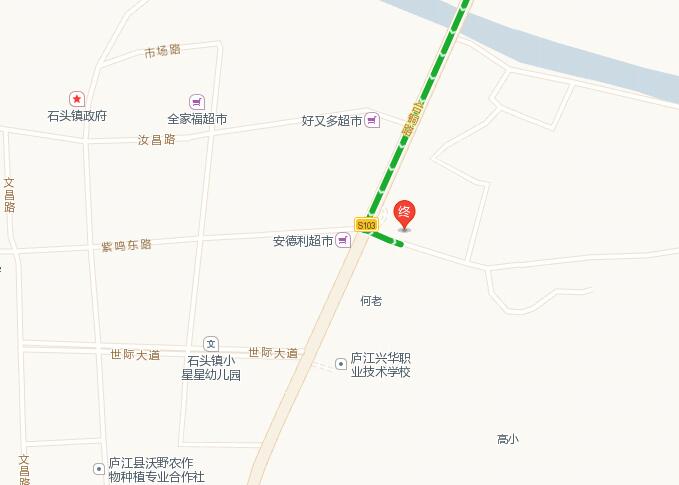 市场路
石头镇政府
全家福超市
好又多超市
汝昌路
文昌路
终
S103
安德利超市
紫鸣东路
何老
世际大道
世际大道
文
石头镇小
星星幼儿园
庐江兴华职
业技术学校
高小
文昌路
庐江县沃野农作
物种植专业合作社